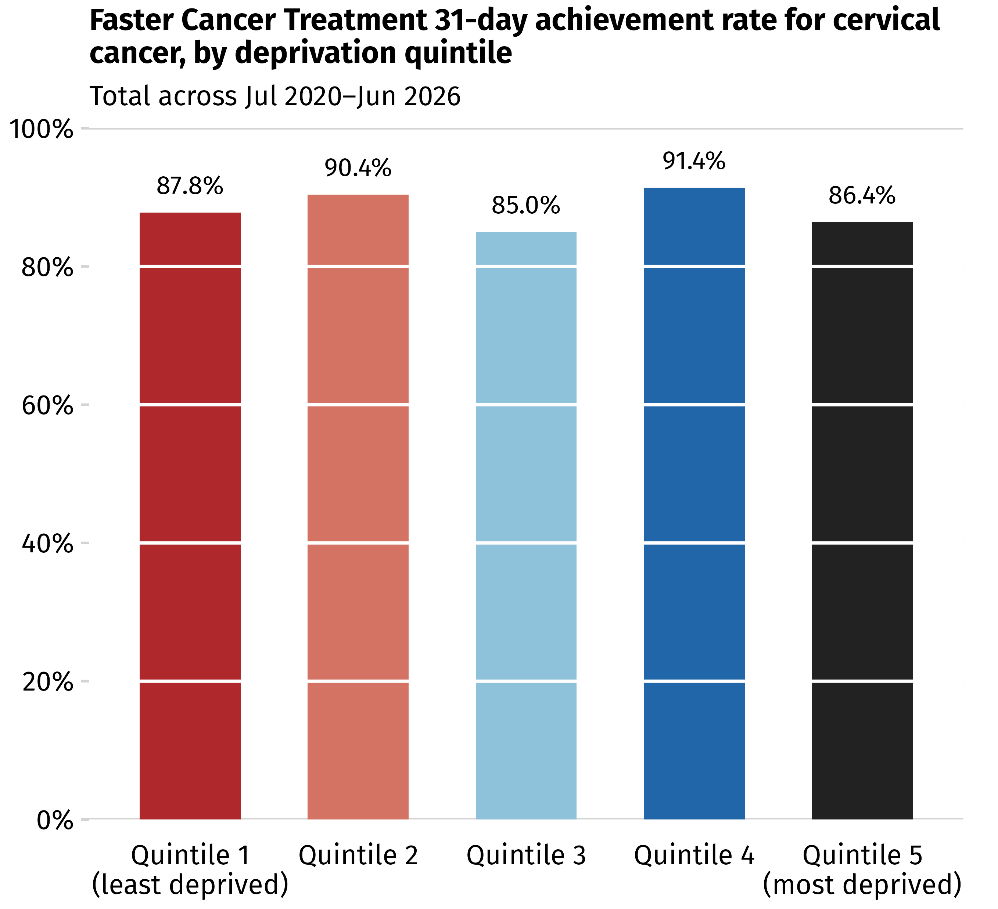 Faster Cancer Treatment 31-day achievement rate for cervical
cancer, by deprivation quintile
Total across Jul 2020–Jun 2026
100%
80%
60%
40%
20%
0%
87.8%
90.4%
85.0%
91.4%
86.4%
Quintile 1
(least deprived)
Quintile 2
Quintile 3
Quintile 4
Quintile 5
(most deprived)